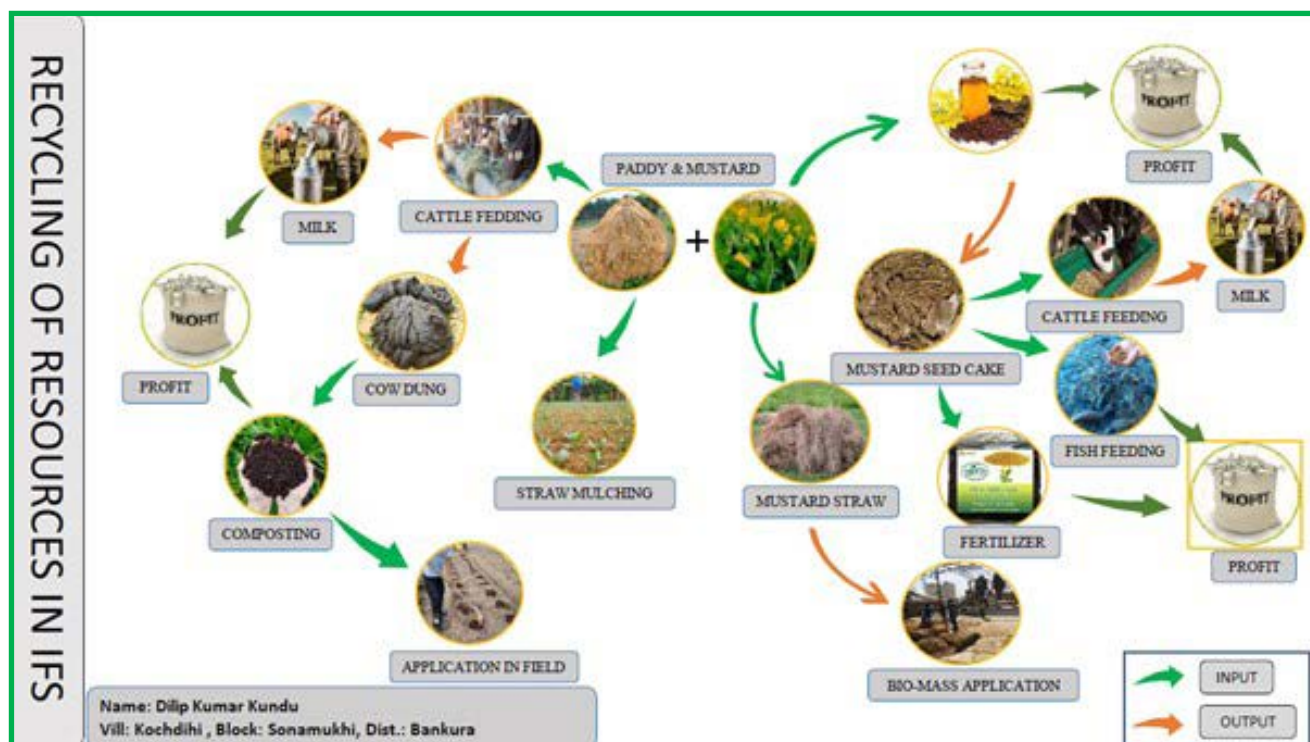 RECYCLING OF RESOURCES IN IFS
PADDY & MUSTARD
PROFIT
PROFIT
MILK
CATTLE FEDDING
MILK
CATTLE FEEDING
PROFIT
PROFIT
COW DUNG
MUSTARD SEED CAKE
STRAW MULCHING
MUSTARD STRAW
FISH FEEDING
FERTILIZER
PROFIT
PROFIT
COMPOSTING
APPLICATION IN FIELD
BIO-MASS APPLICATION
INPUT
OUTPUT
Name: Dilip Kumar Kundu
Vill: Kochdihi , Block: Sonamukhi, Dist.: Bankura